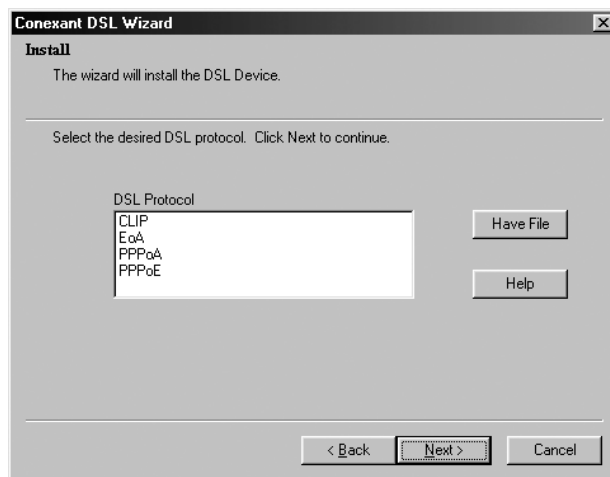 Conexant DSL Wizard
Install
The wizard will install the DSL Device.
Select the desired DSL protocol.  Click Next to continue.
DSL Protocol
CLIP
EoA
PPPoA
PPPoE
Have File
Help
< Back
Next >
Cancel